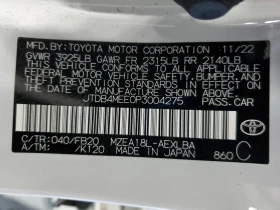 MFD.BY:TOYOTA MOTOR CORPORATION 11/22
GVWR 3925LB GAWR FR 2315LB RR 2140LB
THIS VEHICLE CONFORMS TO ALL APPLICABLE
FEDERAL MOTOR VEHICLE SAFETY, BUMPER, AND
THEFT PREVENTION STANDARDS IN EFFECT ON
THE DATE OF MANUFACTURE SHOWN ABOVE.
JTDB4MEE0P3004275 PASS.CAR
C/TR:040/FB20 MZEA18L-AEXLBA
A/TM: /K120 MADE IN JAPAN 860 C